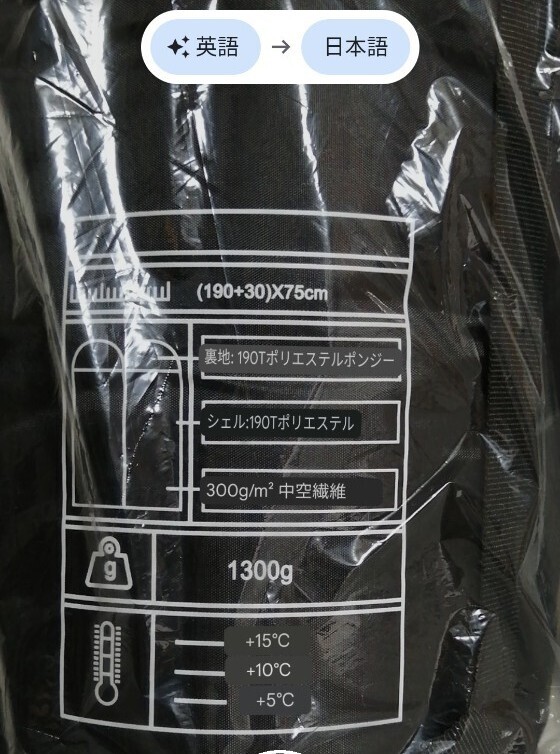 英語 → 日本語
(190+30)X75cm
裏地: 190Tポリエステルポンジー
シェル:190Tポリエステル
300g/m² 中空繊維
g
1300g
+15°C
+10°C
+5°C